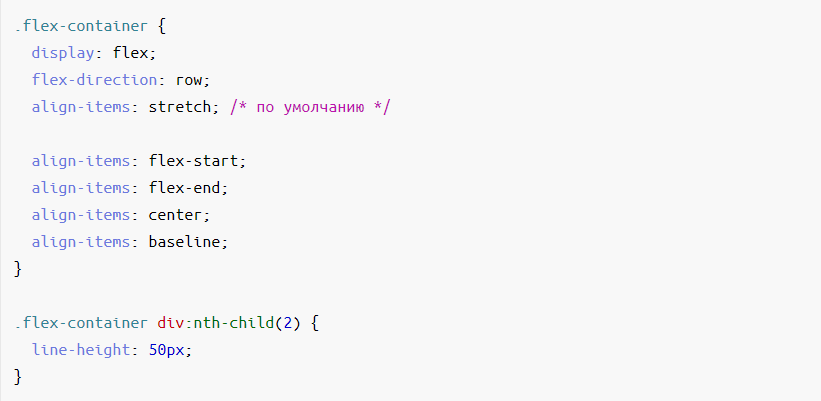 .flex-container {
  display: flex;
  flex-direction: row;
  align-items: stretch; /* по умолчанию */

  align-items: flex-start;
  align-items: flex-end;
  align-items: center;
  align-items: baseline;
}

.flex-container div:nth-child(2) {
  line-height: 50px;
}